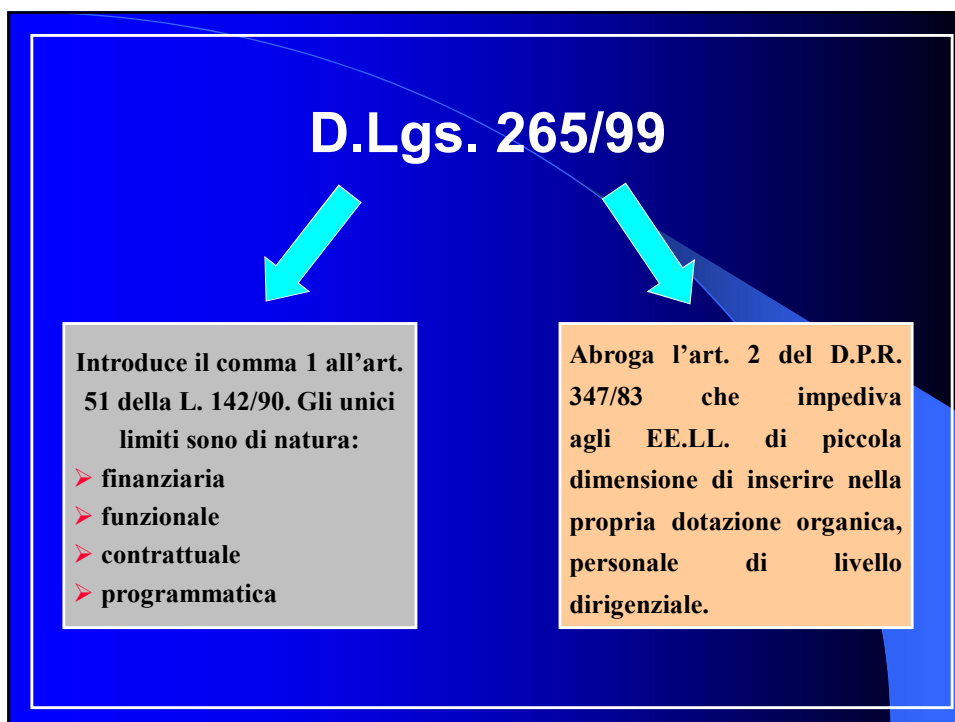 D.Lgs. 265/99
Introduce il comma 1 all’art.
51 della L. 142/90. Gli unici
limiti sono di natura:
➢ finanziaria
➢ funzionale
➢ contrattuale
➢ programmatica
Abroga l’art. 2 del D.P.R.
347/83 che impediva
agli EE.LL. di piccola
dimensione di inserire nella
propria dotazione organica,
personale di livello
dirigenziale.